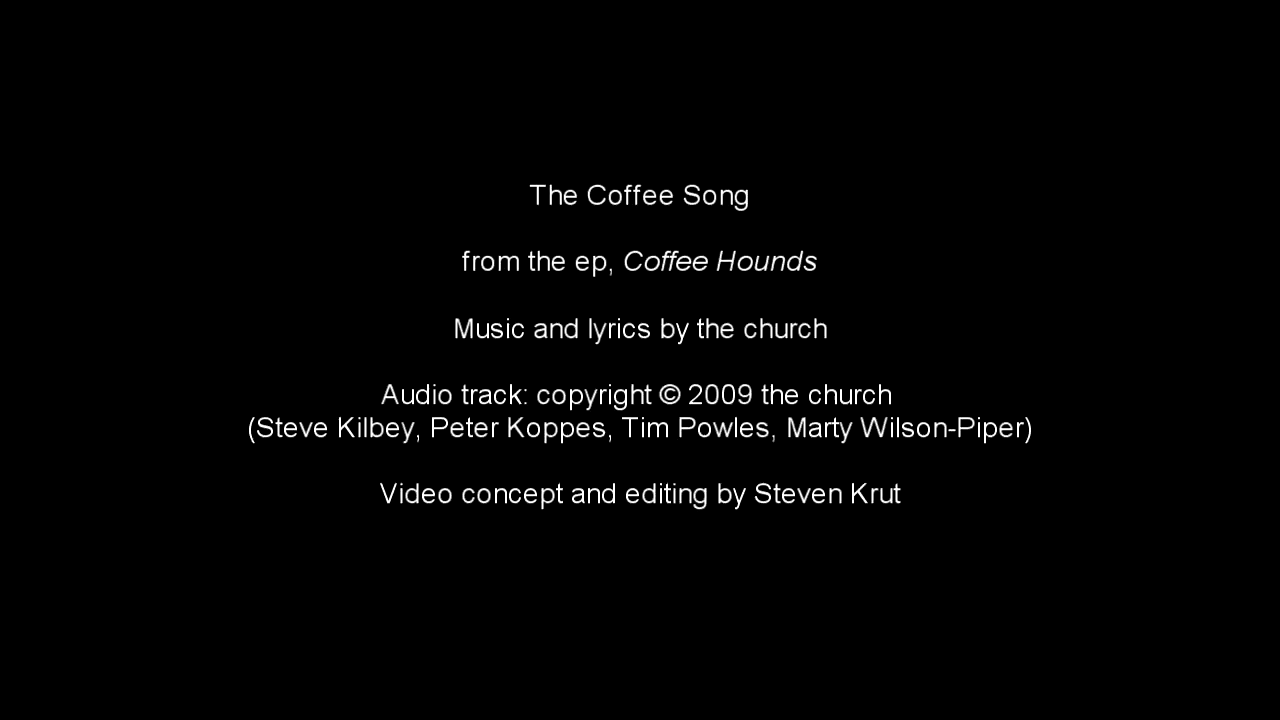 The Coffee Song
from the ep, Coffee Hounds
Music and lyrics by the church
Audio track: copyright © 2009 the church
(Steve Kilbey, Peter Koppes, Tim Powles, Marty Wilson-Piper)
Video concept and editing by Steven Krut